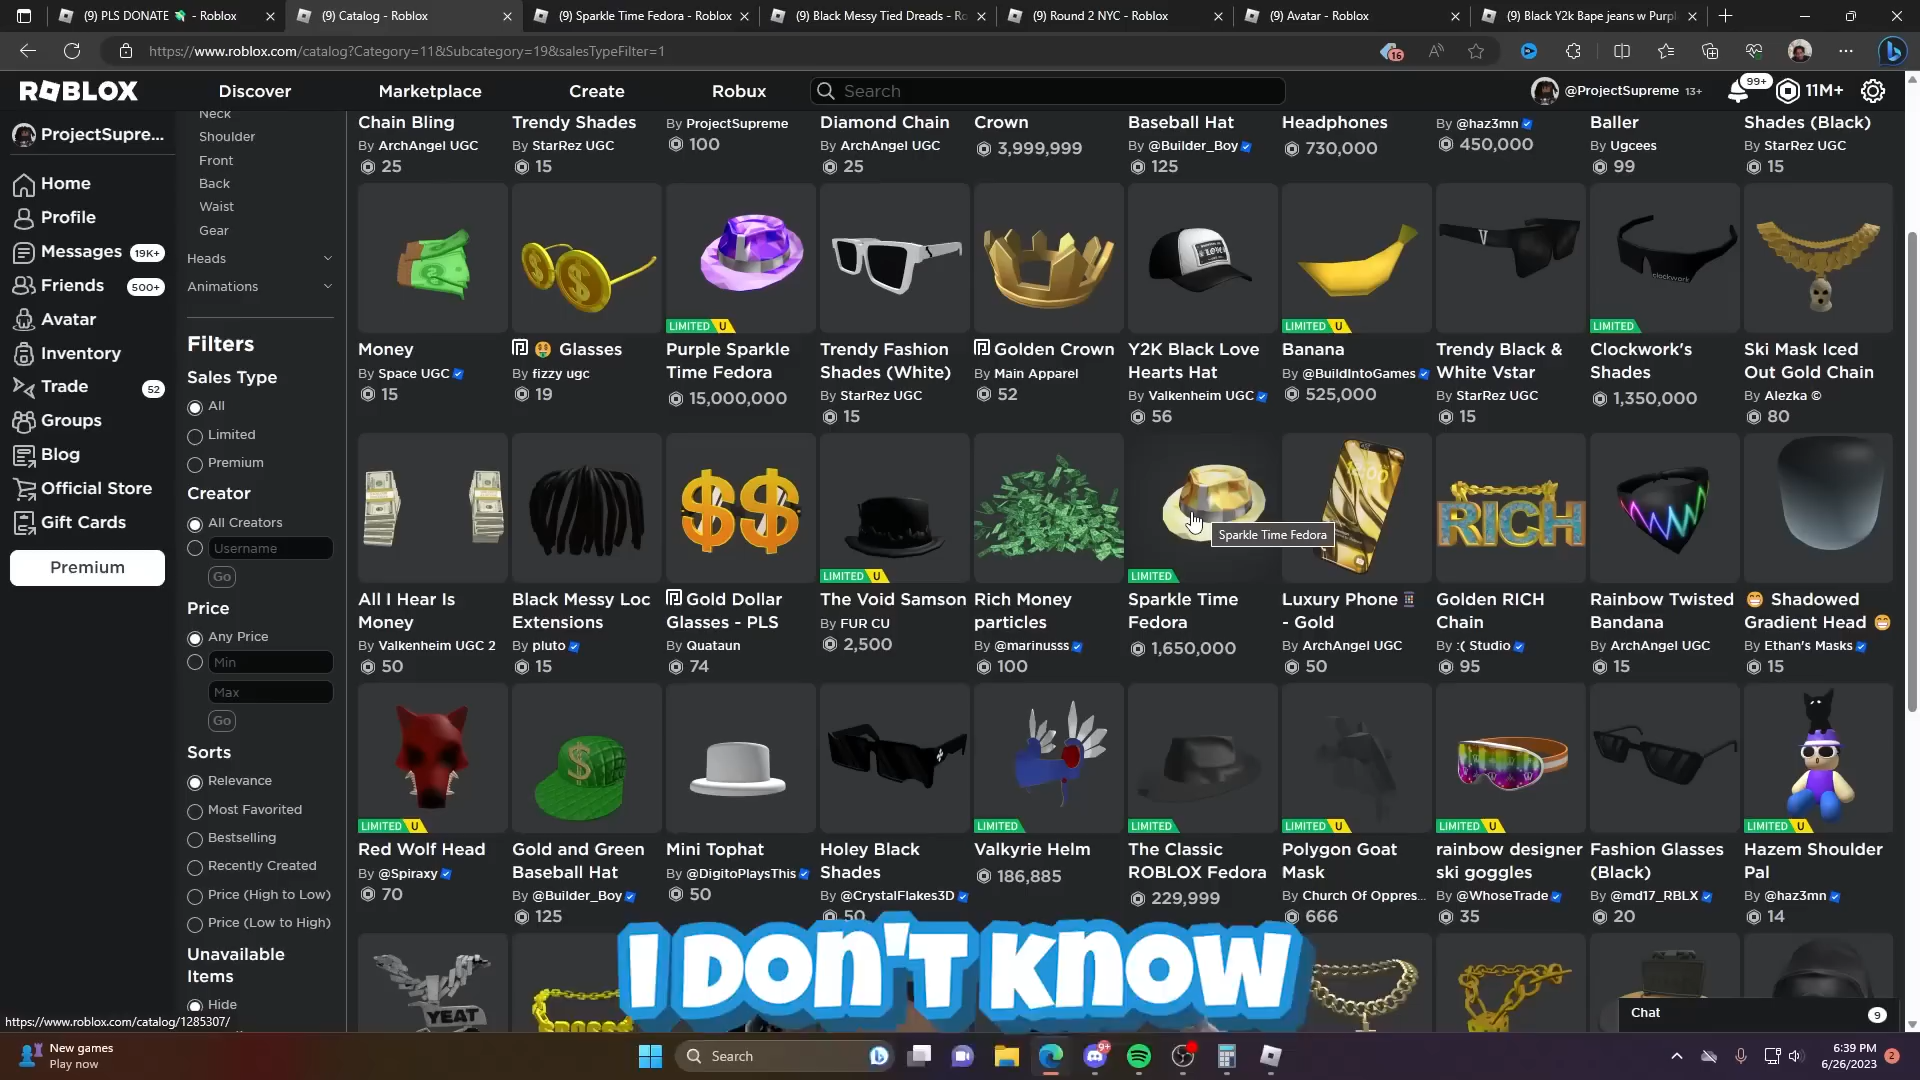 (9) PLS DONATE 💸 - Roblox
(9) Catalog - Roblox
(9) Sparkle Time Fedora - Roblox
(9) Black Messy Tied Dreads - Ro
(9) Round 2 NYC - Roblox
(9) Avatar - Roblox
(9) Black Y2k Bape jeans w Purpl
https://www.roblox.com/catalog?Category=11&Subcategory=19&salesTypeFilter=1
16
ROBLOX
Discover
Marketplace
Create
Robux
Search
@ProjectSupreme 13+
99+
11M+
ProjectSupre...
Home
Profile
Messages 19K+
Friends 500+
Avatar
Inventory
Trade 52
Groups
Blog
Official Store
Gift Cards
Premium
Neck
Shoulder
Front
Back
Waist
Gear
Heads
Animations
Filters
Sales Type
All
Limited
Premium
Creator
All Creators
Username
Go
Price
Any Price
Min
Max
Go
Sorts
Relevance
Most Favorited
Bestselling
Recently Created
Price (High to Low)
Price (Low to High)
Unavailable
Items
Hide
Chain Bling
By ArchAngel UGC
25
Trendy Shades
By StarRez UGC
15
By ProjectSupreme
100
Diamond Chain
By ArchAngel UGC
25
Crown
3,999,999
Baseball Hat
By @Builder_Boy
125
Headphones
730,000
By @haz3mn
450,000
Baller
By Ugcees
99
Shades (Black)
By StarRez UGC
15
Money
By Space UGC
15
🤑 Glasses
By fizzy ugc
19
LIMITED U
Purple Sparkle
Time Fedora
15,000,000
Trendy Fashion
Shades (White)
By StarRez UGC
15
Golden Crown
By Main Apparel
52
Y2K Black Love
Hearts Hat
By Valkenheim UGC
56
LIMITED U
Banana
By @BuildIntoGames
525,000
V
Trendy Black &
White Vstar
By StarRez UGC
15
clockwork
LIMITED
Clockwork's
Shades
1,350,000
Ski Mask Iced
Out Gold Chain
By Alezka ©
80
All I Hear Is
Money
By Valkenheim UGC 2
50
Black Messy Loc
Extensions
By pluto
15
$$
Gold Dollar
Glasses - PLS
By Quataun
74
LIMITED U
The Void Samson
By FUR CU
2,500
Rich Money
particles
By @marinusss
100
Sparkle Time Fedora
LIMITED
Sparkle Time
Fedora
1,650,000
Luxury Phone
- Gold
By ArchAngel UGC
50
RICH
Golden RICH
Chain
By :( Studio
95
Rainbow Twisted
Bandana
By ArchAngel UGC
15
😁 Shadowed
Gradient Head 😁
By Ethan's Masks
15
LIMITED U
Red Wolf Head
By @Spiraxy
70
$
Gold and Green
Baseball Hat
By @Builder_Boy
125
Mini Tophat
By @DigitoPlaysThis
50
Holey Black
Shades
By @CrystalFlakes3D
50
LIMITED
Valkyrie Helm
186,885
LIMITED
The Classic
ROBLOX Fedora
229,999
LIMITED U
Polygon Goat
Mask
Church Of Oppres...
666
LIMITED U
rainbow designer
ski goggles
By @WhoseTrade
35
Fashion Glasses
(Black)
By @md17_RBLX
20
LIMITED U
Hazem Shoulder
Pal
By @haz3mn
14
YEAT
I DON'T KNOW
Chat
9
https://www.roblox.com/catalog/1285307/
New games
Play now
Search
9+
6:39 PM
6/26/2023
2